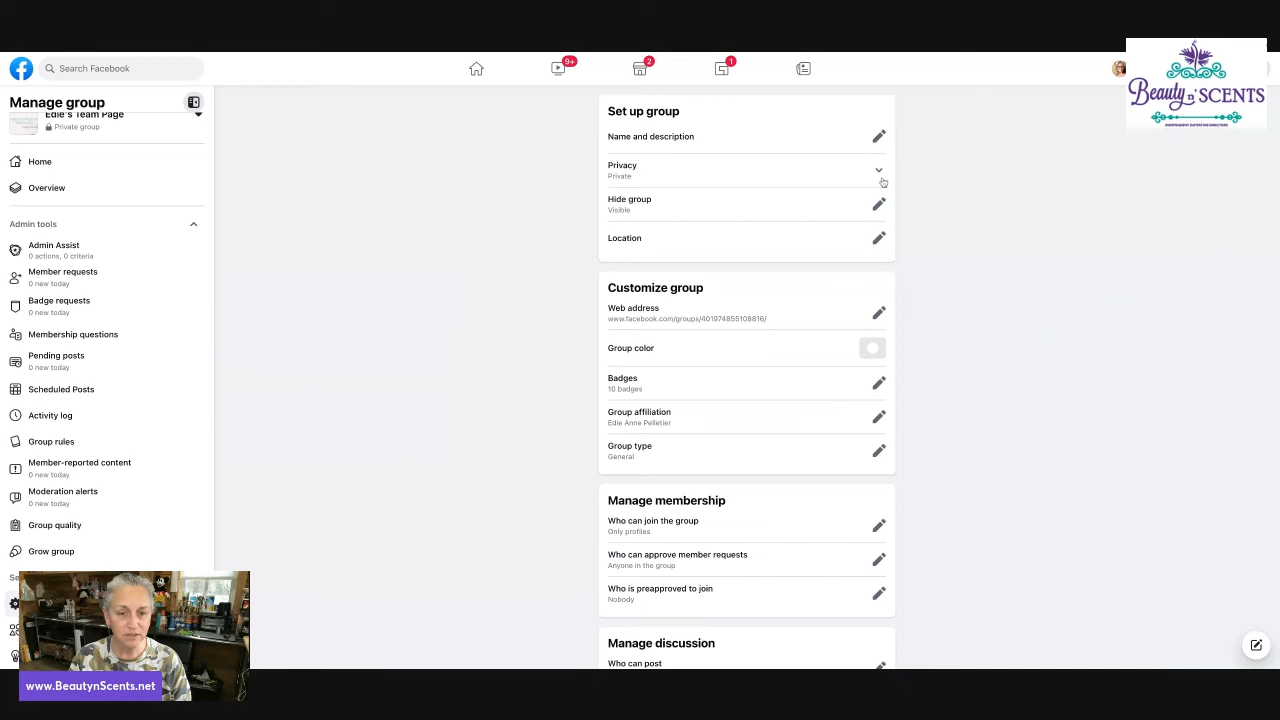 Search Facebook
9+
2
1
Beauty n' SCENTS
INDEPENDENT SUPERSTAR DIRECTORS
Manage group
Edie's Team Page
Private group
Home
Overview
Admin tools
Admin Assist
0 actions, 0 criteria
Member requests
0 new today
Badge requests
0 new today
Membership questions
Pending posts
0 new today
Scheduled Posts
Activity log
Group rules
Member-reported content
0 new today
Moderation alerts
0 new today
Group quality
Grow group
Se
Set up group
Name and description
Privacy
Private
Hide group
Visible
Location
Customize group
Web address
www.facebook.com/groups/401974855108816/
Group color
Badges
10 badges
Group affiliation
Edie Anne Pelletier
Group type
General
Manage membership
Who can join the group
Only profiles
Who can approve member requests
Anyone in the group
Who is preapproved to join
Nobody
Manage discussion
Who can post
www.BeautynScents.net